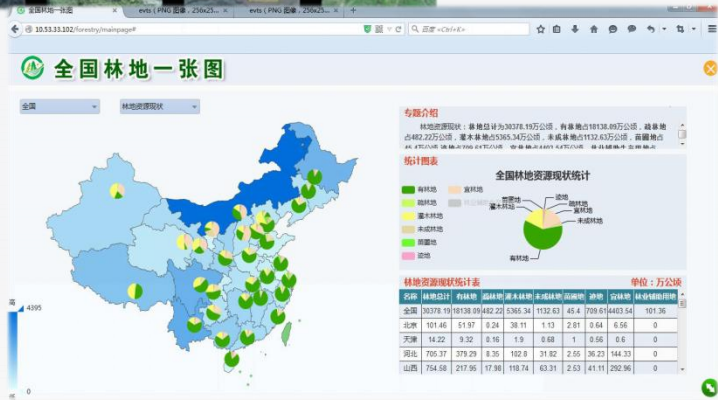 全国林地一张图
evts ( PNG 图像 , 256x25...
evts ( PNG 图像 , 256x25...
10.53.33.102/forestry/mainpage#
百度 <Ctrl+K>
全国林地一张图
全国
林地资源现状
专题介绍
林地资源现状：林地总计为30378.19万公顷，有林地占18138.09万公顷，疏林地
占482.22万公顷，灌木林地占5365.34万公顷，未成林地占1132.63万公顷，苗圃地占
统计图表
全国林地资源现状统计
有林地
宜林地
疏林地
灌木林地
未成林地
苗圃地
迹地
迹地
苗圃地
疏林地
灌木林地
宜林地
未成林地
有林地
林地资源现状统计表
单位：万公顷
名称 林地总计 有林地 疏林地 灌木林地 未成林地 苗圃地 迹地 宜林地 林业辅助用地
全国 30378.19 18138.09 482.22 5365.34 1132.63 45.4 709.61 4403.54 101.36
北京 101.46 51.97 0.24 38.11 1.13 2.81 0.64 6.56 0
天津 14.22 9.32 0.16 1.9 0.68 1 0.56 0.6 0
河北 705.37 379.29 8.35 102.8 31.82 2.55 36.23 144.33 0
山西 754.58 217.95 17.98 118.74 63.31 2.53 41.11 292.96 0
高
4395
0